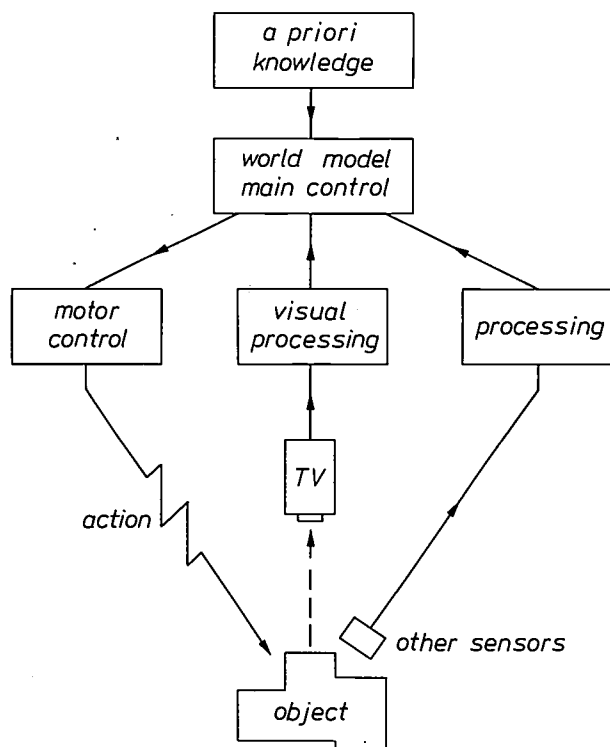 a priori
knowledge
world model
main control
motor
control
visual
processing
processing
TV
action
other sensors
object